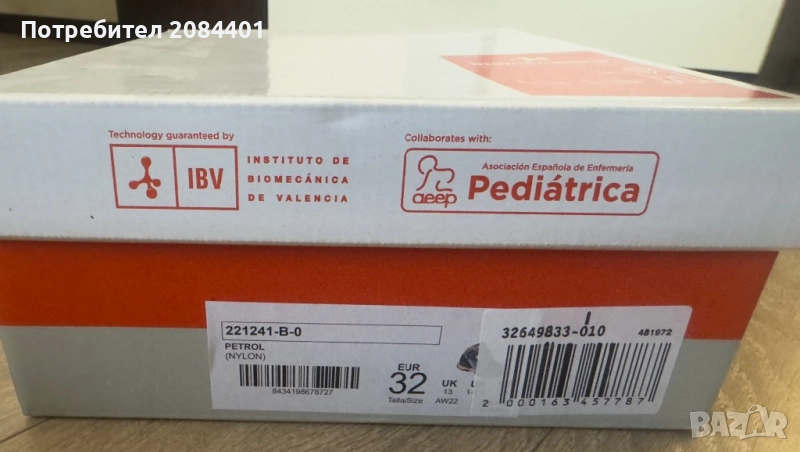 Потребител 2084401
Technology guaranteed by
IBV
INSTITUTO DE
BIOMECÁNICA
DE VALENCIA
Collaborates with:
aeep
Asociación Española de Enfermería
Pediátrica
221241-B-0
PETROL
(NYLON)
8434198678727
EUR
32
Talla/Size
UK
13
AW22
32649833-010
481972
2 000163 457787
BAZAR